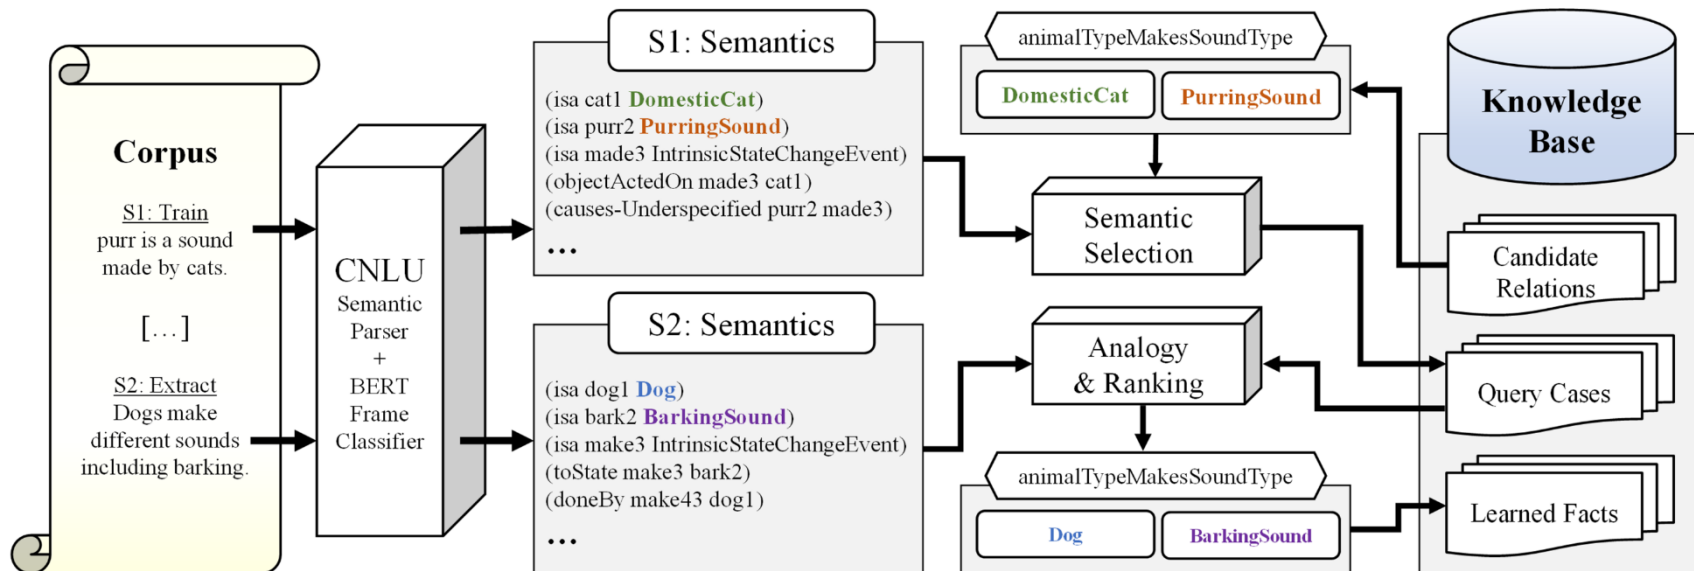 Corpus
S1: Train
purr is a sound
made by cats.
[…]
S2: Extract
Dogs make
different sounds
including barking.
CNLU
Semantic
Parser
+
BERT
Frame
Classifier
S1: Semantics
(isa cat1 DomesticCat)
(isa purr2 PurringSound)
(isa made3 IntrinsicStateChangeEvent)
(objectActedOn made3 cat1)
(causes-Underspecified purr2 made3)
…
S2: Semantics
(isa dog1 Dog)
(isa bark2 BarkingSound)
(isa make3 IntrinsicStateChangeEvent)
(toState make3 bark2)
(doneBy make43 dog1)
…
animalTypeMakesSoundType
DomesticCat PurringSound
Semantic
Selection
Analogy
& Ranking
animalTypeMakesSoundType
Dog BarkingSound
Knowledge
Base
Candidate
Relations
Query Cases
Learned Facts